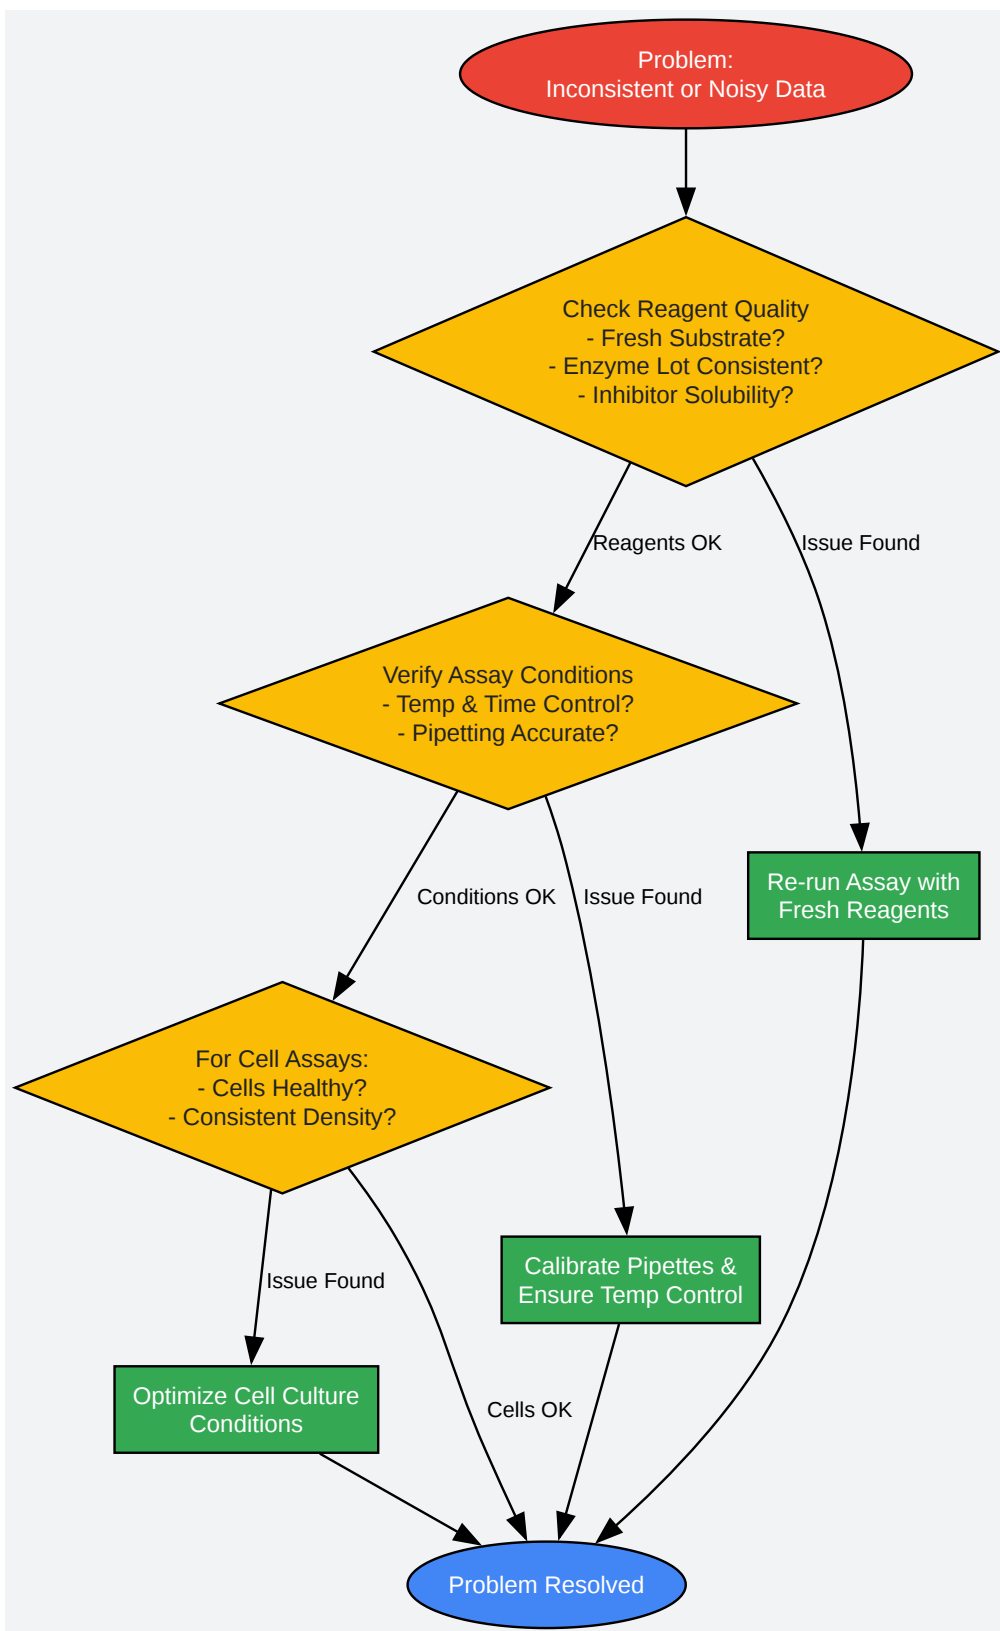 Problem:
Inconsistent or Noisy Data
Check Reagent Quality
- Fresh Substrate?
- Enzyme Lot Consistent?
- Inhibitor Solubility?
Reagents OK
Issue Found
Verify Assay Conditions
- Temp & Time Control?
- Pipetting Accurate?
Conditions OK
Issue Found
Re-run Assay with
Fresh Reagents
For Cell Assays:
- Cells Healthy?
- Consistent Density?
Issue Found
Calibrate Pipettes &
Ensure Temp Control
Optimize Cell Culture
Conditions
Cells OK
Problem Resolved